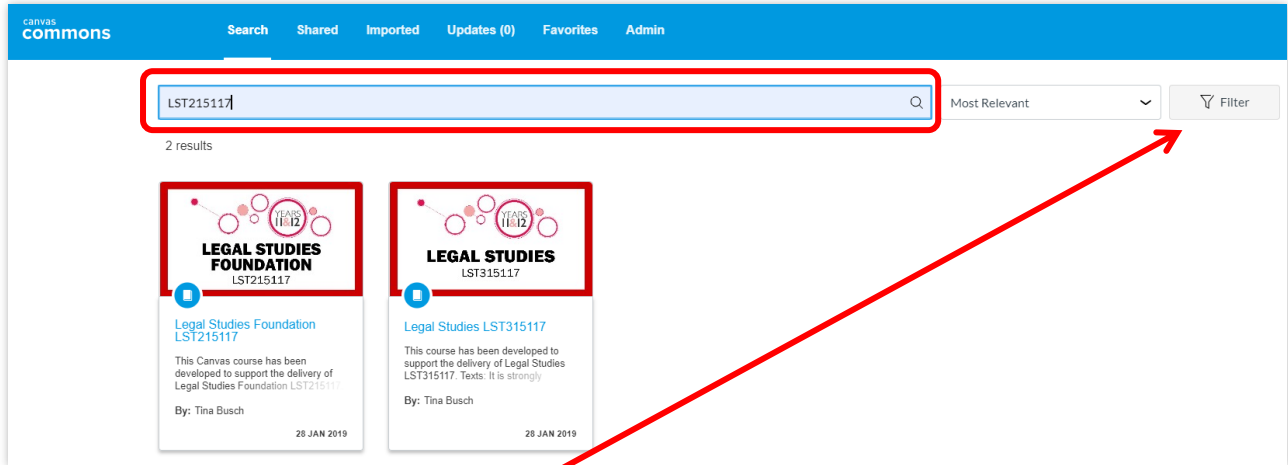 canvas
commons
Search Shared Imported Updates (0) Favorites Admin
LST215117 Most Relevant Filter
2 results
YEARS
11&12
LEGAL STUDIES
FOUNDATION
LST215117
Legal Studies Foundation
LST215117
This Canvas course has been
developed to support the delivery of
Legal Studies Foundation LST215117.
By: Tina Busch
28 JAN 2019
YEARS
11&12
LEGAL STUDIES
LST315117
Legal Studies LST315117
This course has been developed to
support the delivery of Legal Studies
LST315117. Texts: It is strongly
By: Tina Busch
28 JAN 2019